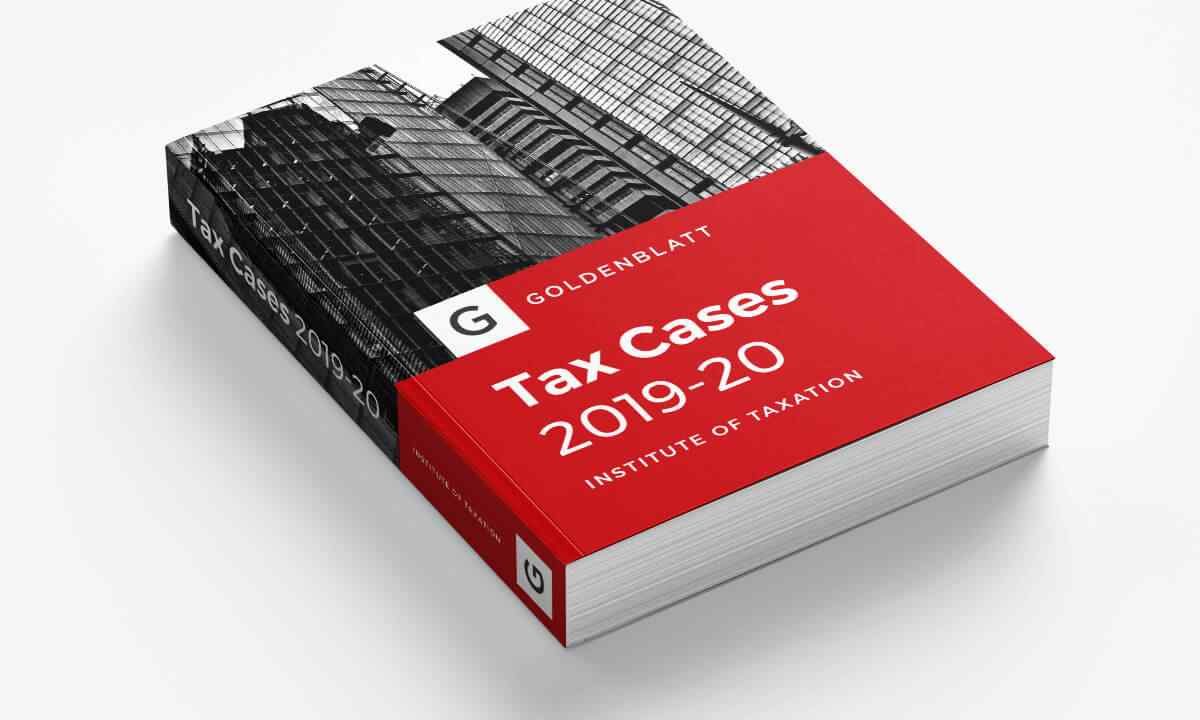 GOLDENBLATT
G
Tax Cases
2019-20
INSTITUTE OF TAXATION
Tax Cases 2019-20
INSTITUTE OF TAXATION
G